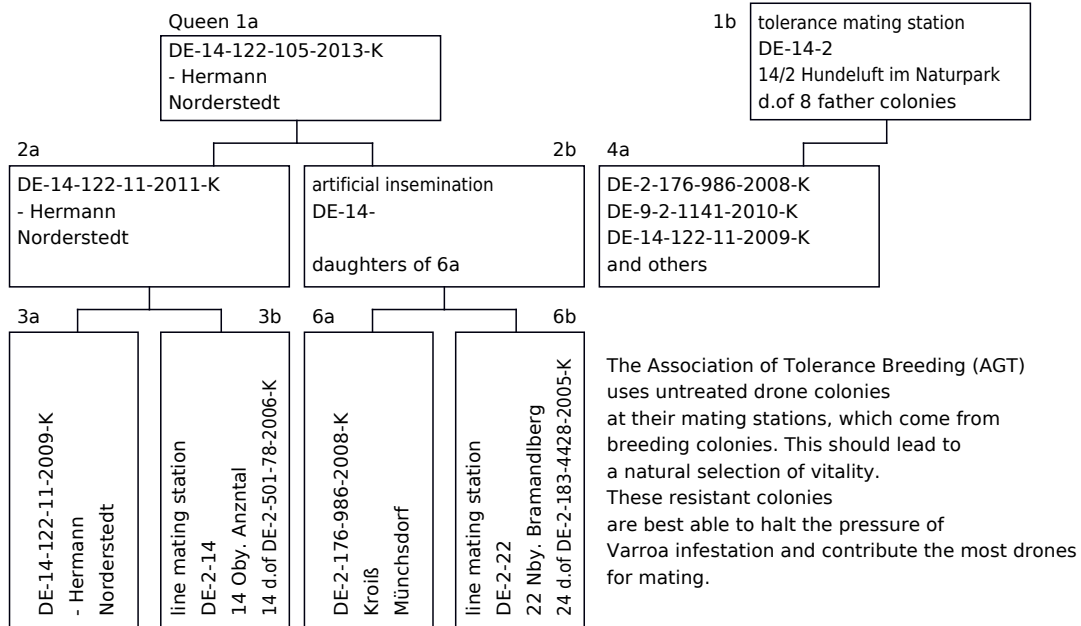 Queen 1a
DE-14-122-105-2013-K
- Hermann
Norderstedt
1b
tolerance mating station
DE-14-2
14/2 Hundeluft im Naturpark
d.of 8 father colonies
2a
DE-14-122-11-2011-K
- Hermann
Norderstedt
2b
artificial insemination
DE-14-
daughters of 6a
4a
DE-2-176-986-2008-K
DE-9-2-1141-2010-K
DE-14-122-11-2009-K
and others
3a
DE-14-122-11-2009-K
- Hermann
Norderstedt
3b
line mating station
DE-2-14
14 Oby. Anzntal
14 d.of DE-2-501-78-2006-K
6a
DE-2-176-986-2008-K
Kroiß
Münchsdorf
6b
line mating station
DE-2-22
22 Nby. Bramandlberg
24 d.of DE-2-183-4428-2005-K
The Association of Tolerance Breeding (AGT)
uses untreated drone colonies
at their mating stations, which come from
breeding colonies. This should lead to
a natural selection of vitality.
These resistant colonies
are best able to halt the pressure of
Varroa infestation and contribute the most drones
for mating.